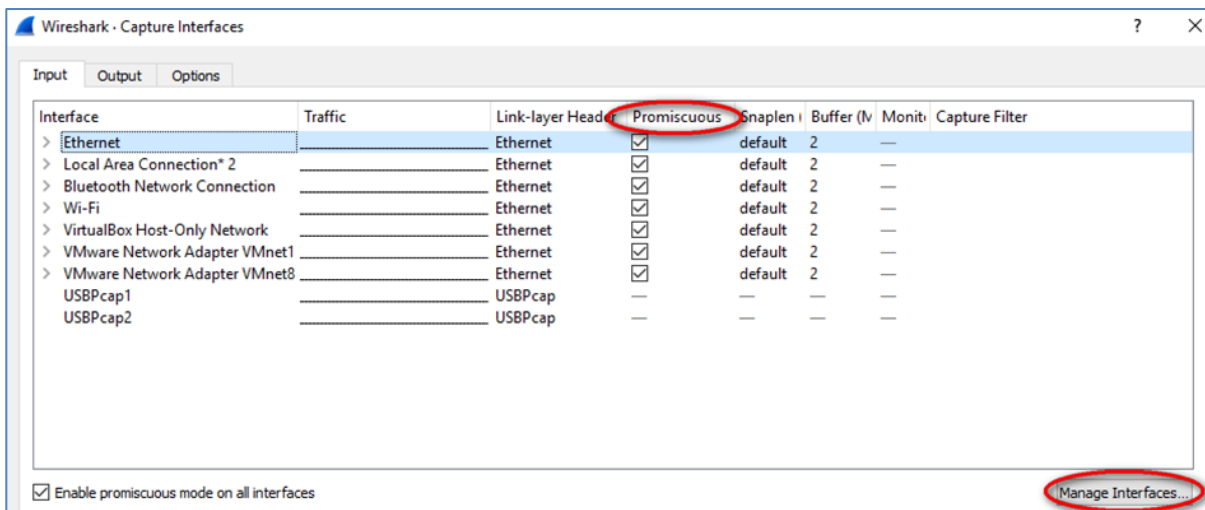 Wireshark · Capture Interfaces ? ×
Input Output Options
Interface Traffic Link-layer Header Promiscuous Snaplen ( Buffer (M Monit Capture Filter
> Ethernet Ethernet default 2 —
> Local Area Connection* 2 Ethernet default 2 —
> Bluetooth Network Connection Ethernet default 2 —
> Wi-Fi Ethernet default 2 —
> VirtualBox Host-Only Network Ethernet default 2 —
> VMware Network Adapter VMnet1 Ethernet default 2 —
> VMware Network Adapter VMnet8 Ethernet default 2 —
USBPcap1 USBPcap — — — —
USBPcap2 USBPcap — — — —
Enable promiscuous mode on all interfaces Manage Interfaces...